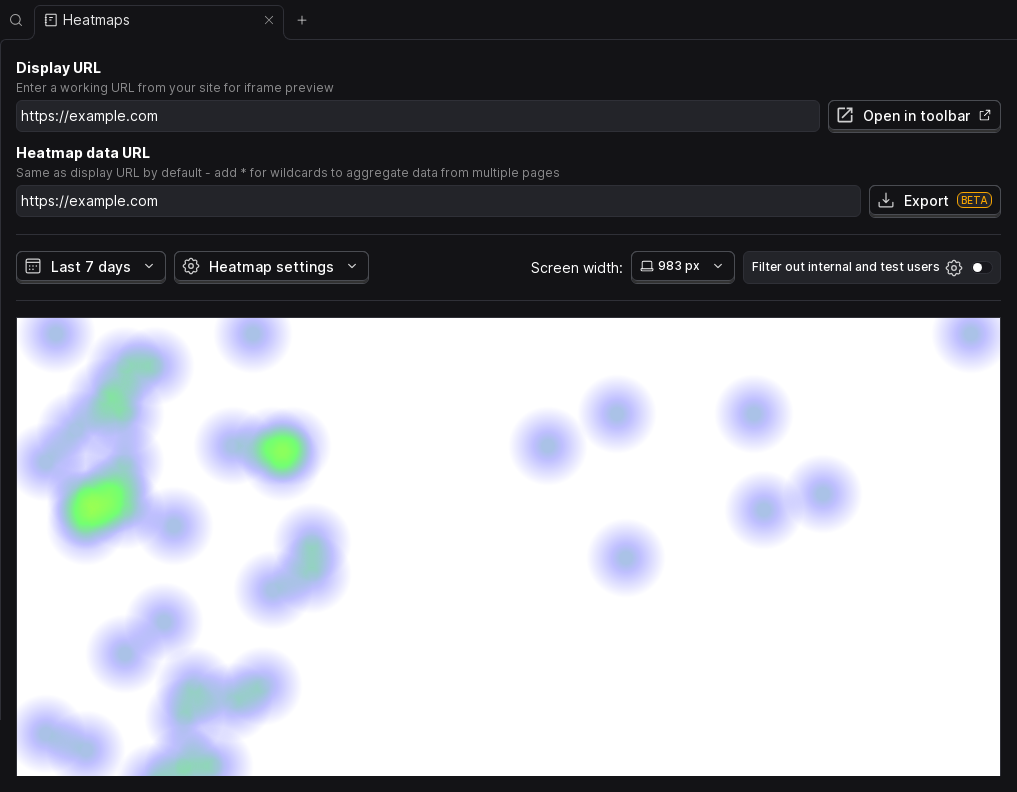 Heatmaps
Display URL
Enter a working URL from your site for iframe preview
https://example.com
Open in toolbar
Heatmap data URL
Same as display URL by default - add * for wildcards to aggregate data from multiple pages
https://example.com
Export BETA
Last 7 days
Heatmap settings
Screen width:
983 px
Filter out internal and test users